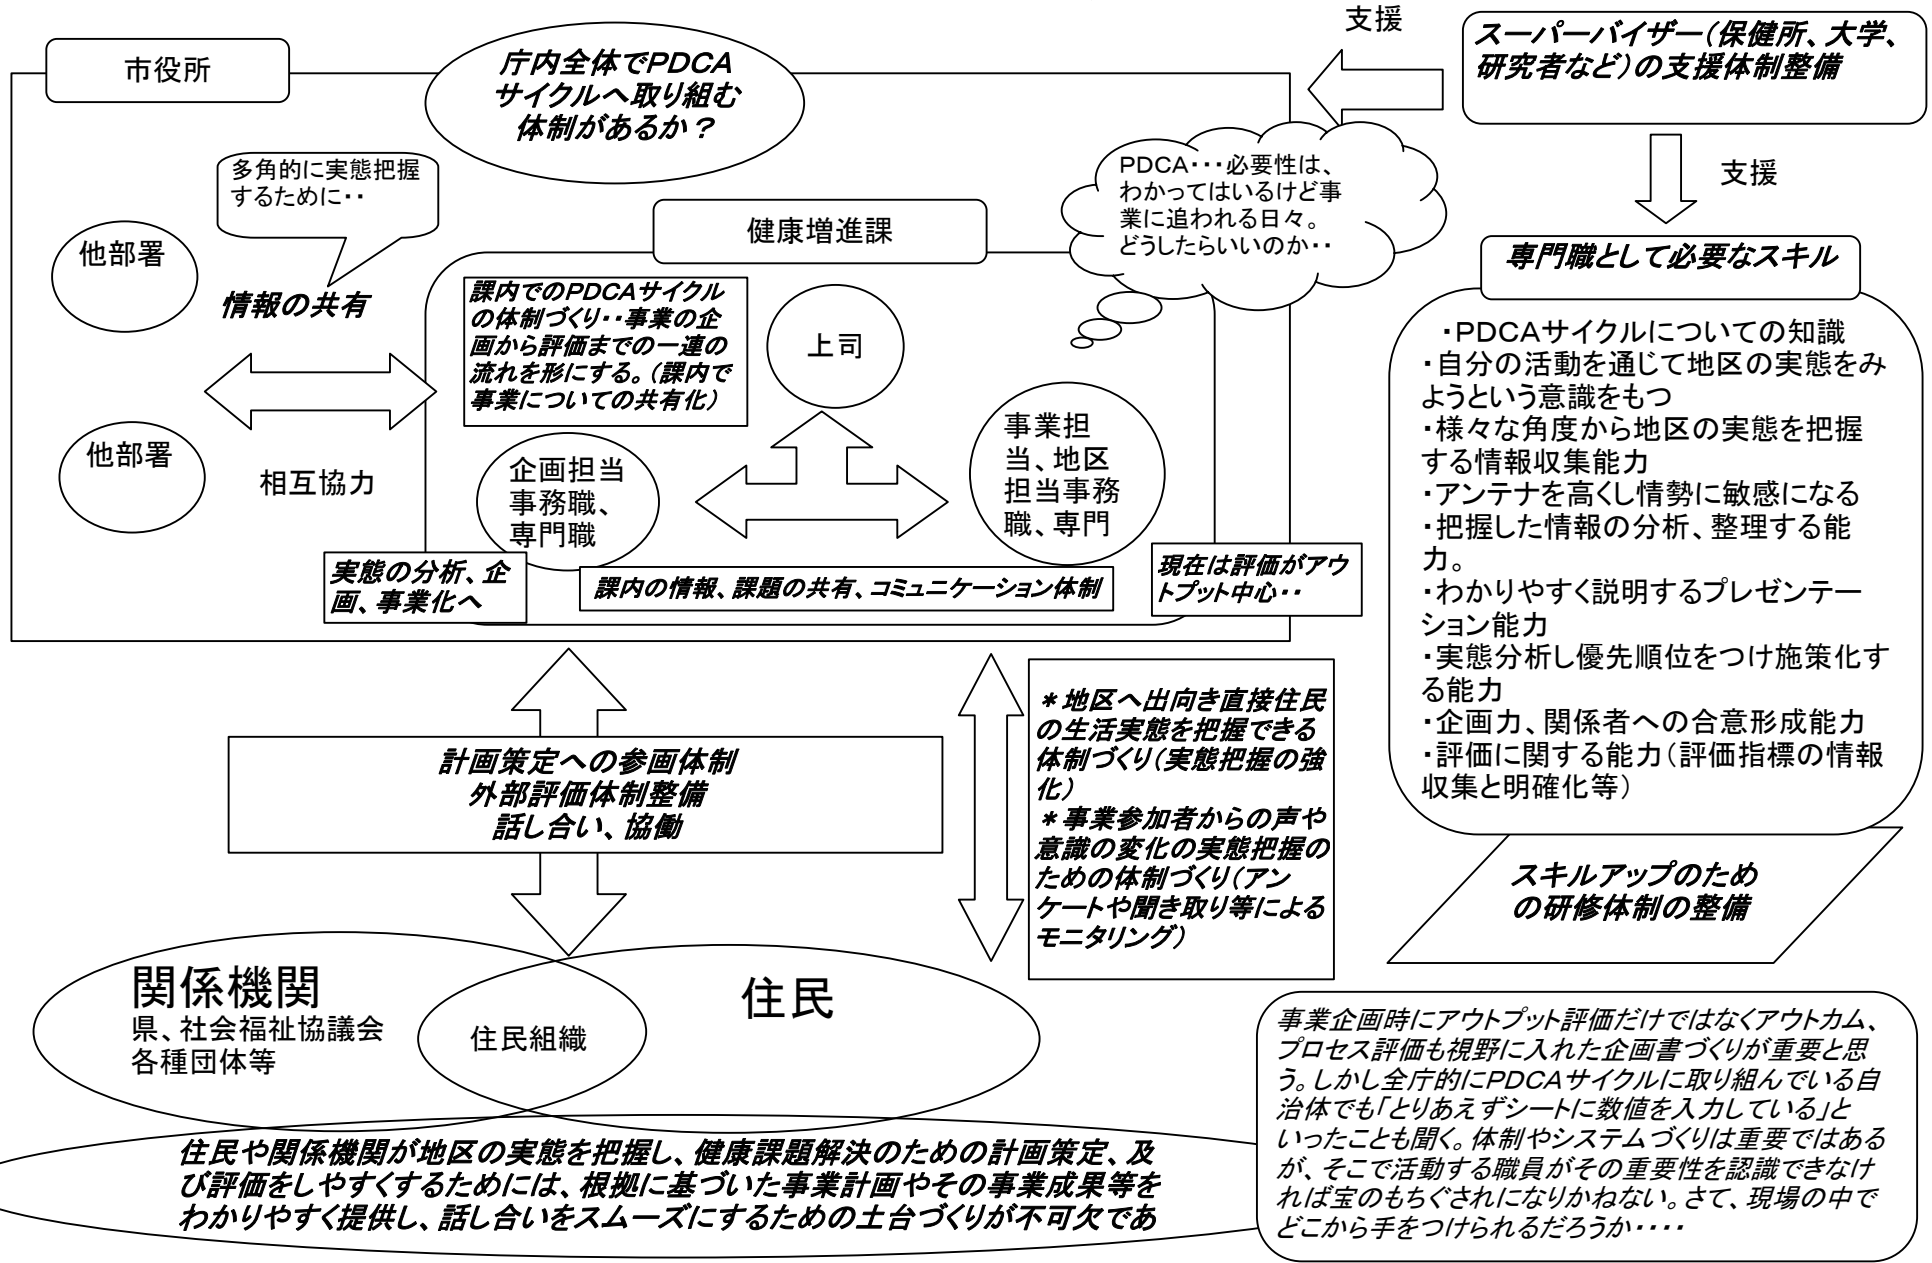 支援
スーパーバイザー（保健所、大学、
研究者など）の支援体制整備
市役所
庁内全体でPDCA
サイクルへ取り組む
体制があるか？
多角的に実態把握
するために・・
PDCA・・・必要性は、
わかってはいるけど事
業に追われる日々。
どうしたらいいのか・・
支援
他部署
健康増進課
専門職として必要なスキル
情報の共有
課内でのPDCAサイクル
の体制づくり・・事業の企
画から評価までの一連の
流れを形にする。（課内で
事業についての共有化）
上司
他部署
相互協力
企画担当
事務職、
専門職
事業担
当、地区
担当事務
職、専門
実態の分析、企
画、事業化へ
課内の情報、課題の共有、コミュニケーション体制
現在は評価がアウ
トプット中心・・
・PDCAサイクルについての知識
・自分の活動を通じて地区の実態をみ
ようという意識をもつ
・様々な角度から地区の実態を把握
する情報収集能力
・アンテナを高くし情勢に敏感になる
・把握した情報の分析、整理する能
力。
・わかりやすく説明するプレゼンテー
ション能力
・実態分析し優先順位をつけ施策化す
る能力
・企画力、関係者への合意形成能力
・評価に関する能力（評価指標の情報
収集と明確化等）
スキルアップのため
の研修体制の整備
計画策定への参画体制
外部評価体制整備
話し合い、協働
＊地区へ出向き直接住民
の生活実態を把握できる
体制づくり（実態把握の強
化）
＊事業参加者からの声や
意識の変化の実態把握の
ための体制づくり（アン
ケートや聞き取り等による
モニタリング）
関係機関
県、社会福祉協議会
各種団体等
住民組織
住民
住民や関係機関が地区の実態を把握し、健康課題解決のための計画策定、及
び評価をしやすくするためには、根拠に基づいた事業計画やその事業成果等を
わかりやすく提供し、話し合いをスムーズにするための土台づくりが不可欠であ
事業企画時にアウトプット評価だけではなくアウトカム、
プロセス評価も視野に入れた企画書づくりが重要と思
う。しかし全庁的にPDCAサイクルに取り組んでいる自
治体でも「とりあえずシートに数値を入力している」と
いったことも聞く。体制やシステムづくりは重要ではある
が、そこで活動する職員がその重要性を認識できなけ
れば宝のもちぐされになりかねない。さて、現場の中で
どこから手をつけられるだろうか・・・・